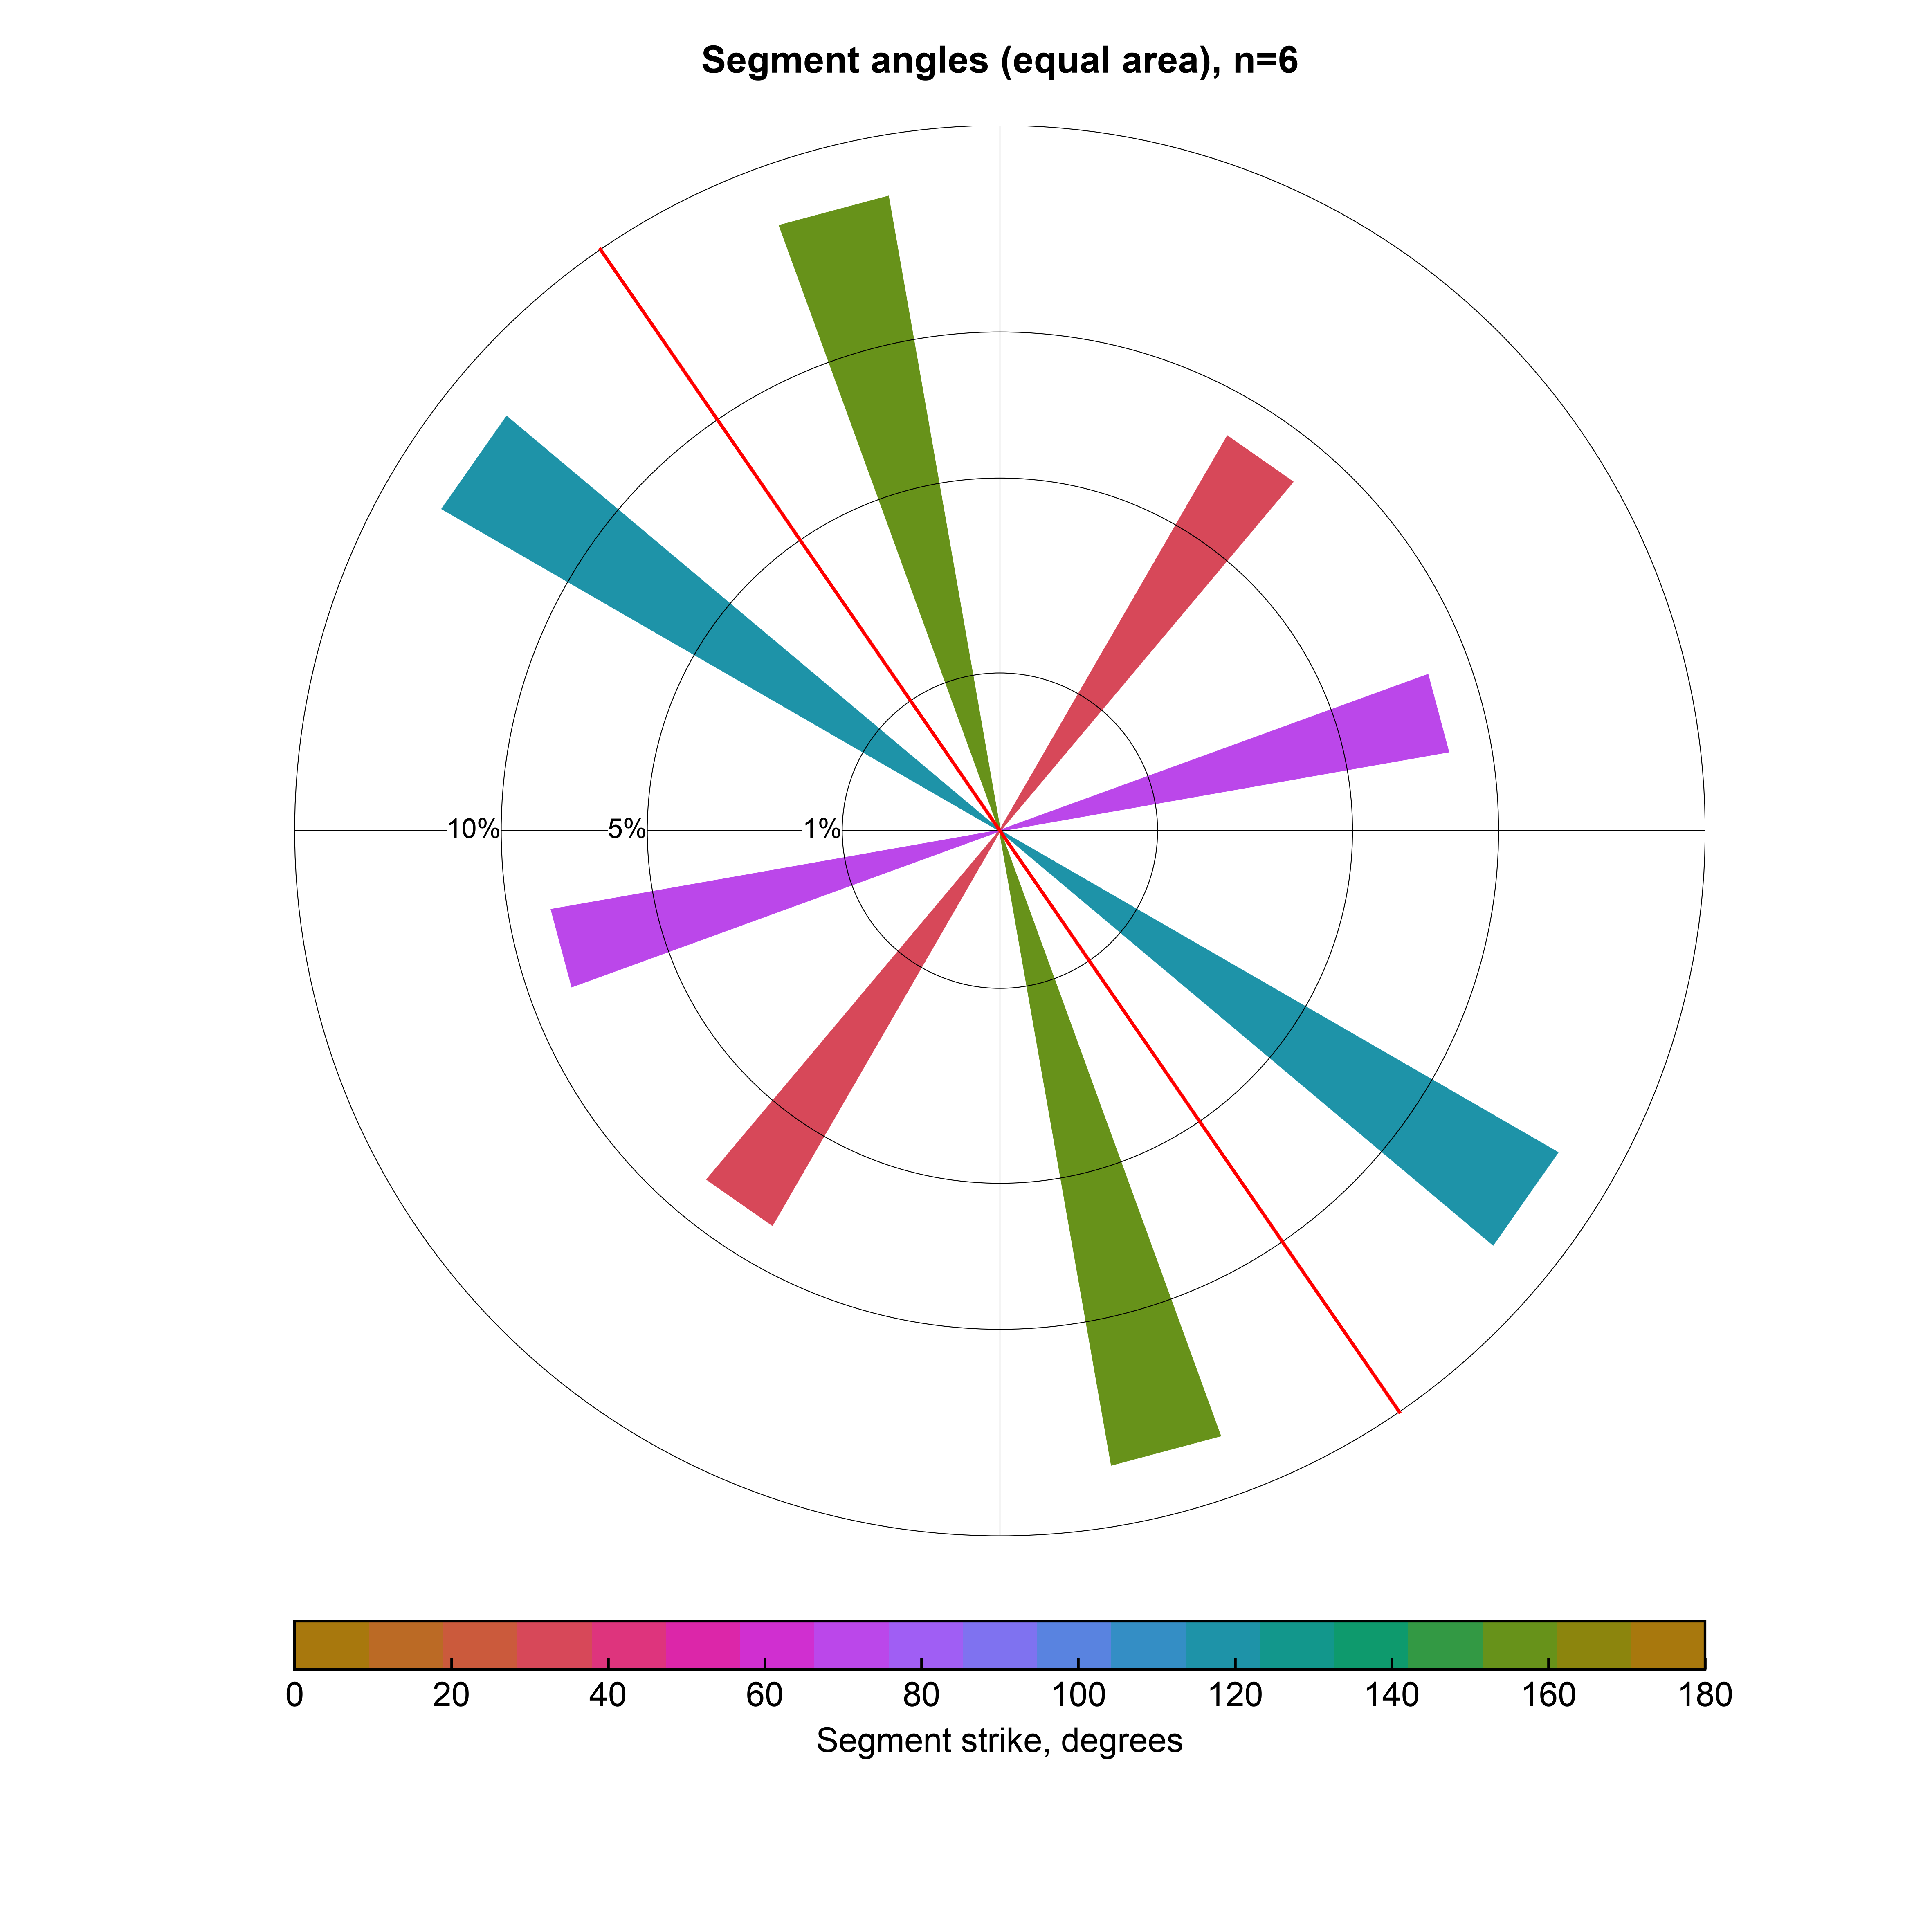 Segment angles (equal area), n=6
10% 5% 1%
0 20 40 60 80 100 120 140 160 180
Segment strike, degrees